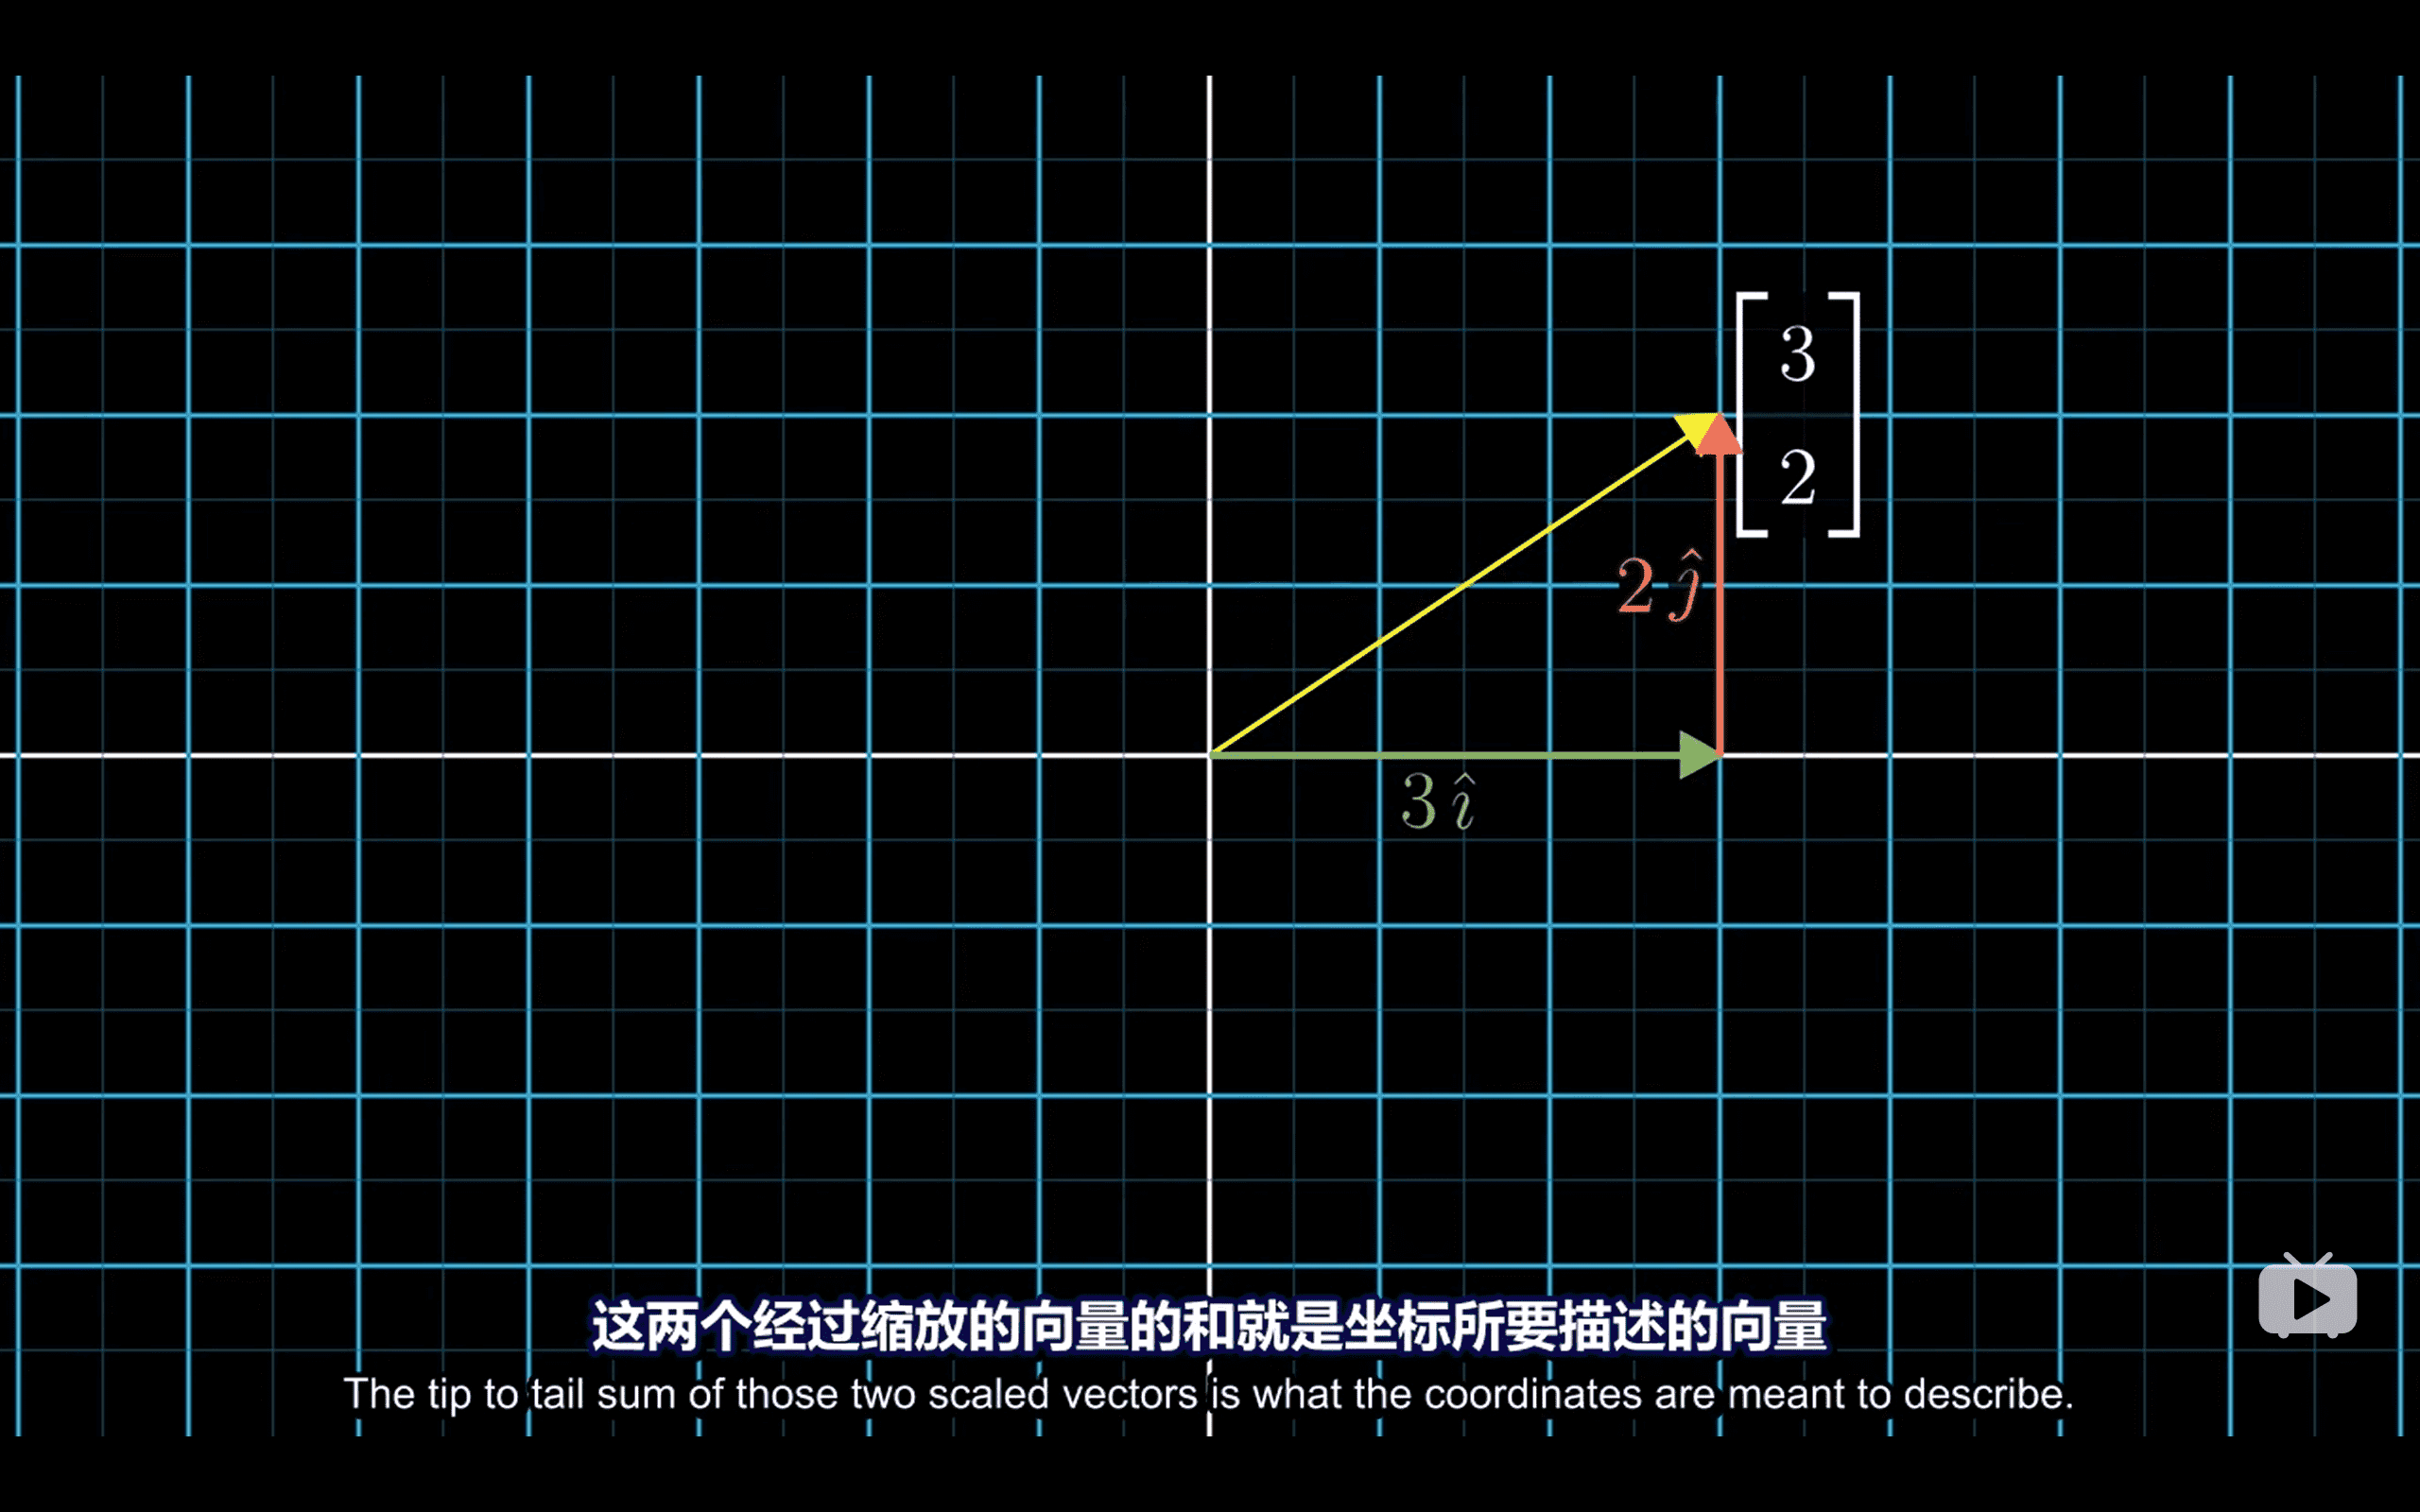 3
2
2 ĵ
3 î
这两个经过缩放的向量的和就是坐标所要描述的向量
The tip to tail sum of those two scaled vectors is what the coordinates are meant to describe.